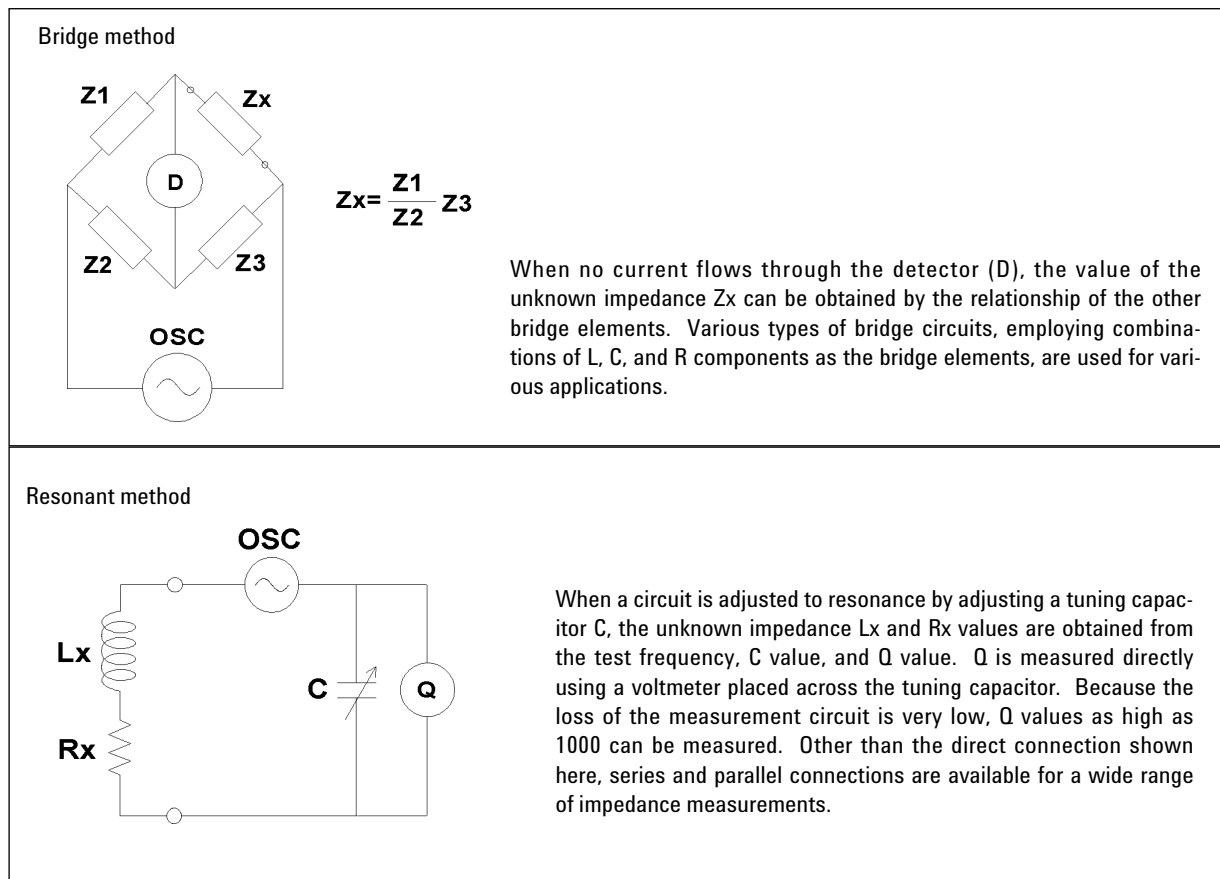 Bridge method
Z1
Zx
D
Z2
Z3
OSC
Zx= Z1
Z2 Z3
When no current flows through the detector (D), the value of the
unknown impedance Zx can be obtained by the relationship of the other
bridge elements. Various types of bridge circuits, employing combina-
tions of L, C, and R components as the bridge elements, are used for vari-
ous applications.
Resonant method
OSC
Lx
C
Q
Rx
When a circuit is adjusted to resonance by adjusting a tuning capac-
itor C, the unknown impedance Lx and Rx values are obtained from
the test frequency, C value, and Q value. Q is measured directly
using a voltmeter placed across the tuning capacitor. Because the
loss of the measurement circuit is very low, Q values as high as
1000 can be measured. Other than the direct connection shown
here, series and parallel connections are available for a wide range
of impedance measurements.